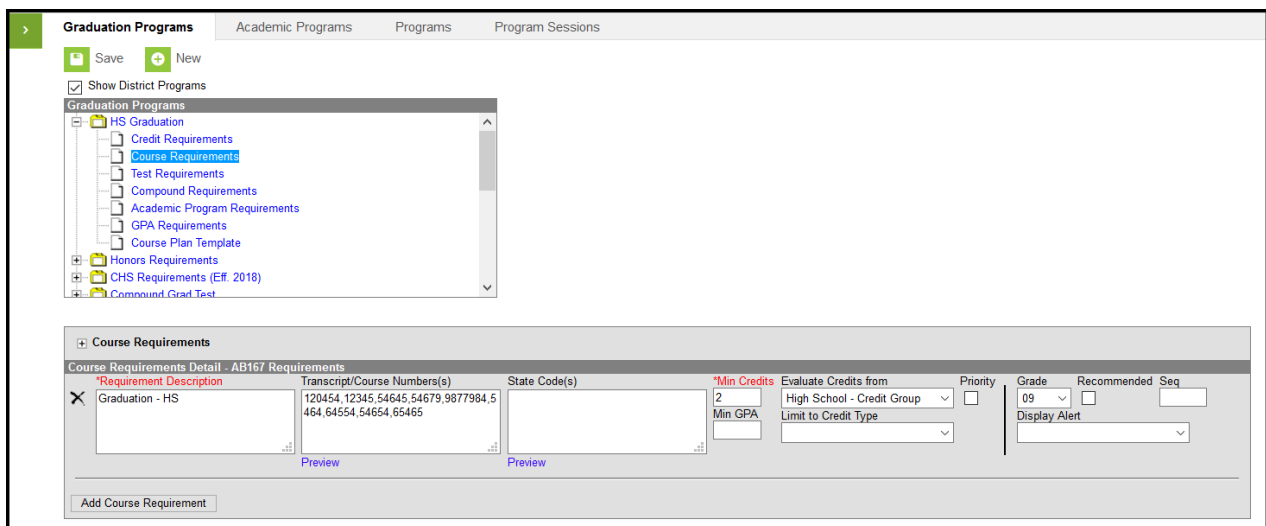 Graduation Programs Academic Programs Programs Program Sessions
Save New
Show District Programs
Graduation Programs
HS Graduation
Credit Requirements
Course Requirements
Test Requirements
Compound Requirements
Academic Program Requirements
GPA Requirements
Course Plan Template
Honors Requirements
CHS Requirements (Eff. 2018)
Compound Grad Test
Course Requirements
Course Requirements Detail - AB167 Requirements
*Requirement Description Transcript/Course Numbers(s) State Code(s) *Min Credits Evaluate Credits from Priority Grade Recommended Seq
Graduation - HS 120454,12345,54645,54679,9877984,5 2 High School - Credit Group 09
464,64554,54654,65465 Min GPA Limit to Credit Type Display Alert
Preview Preview
Add Course Requirement